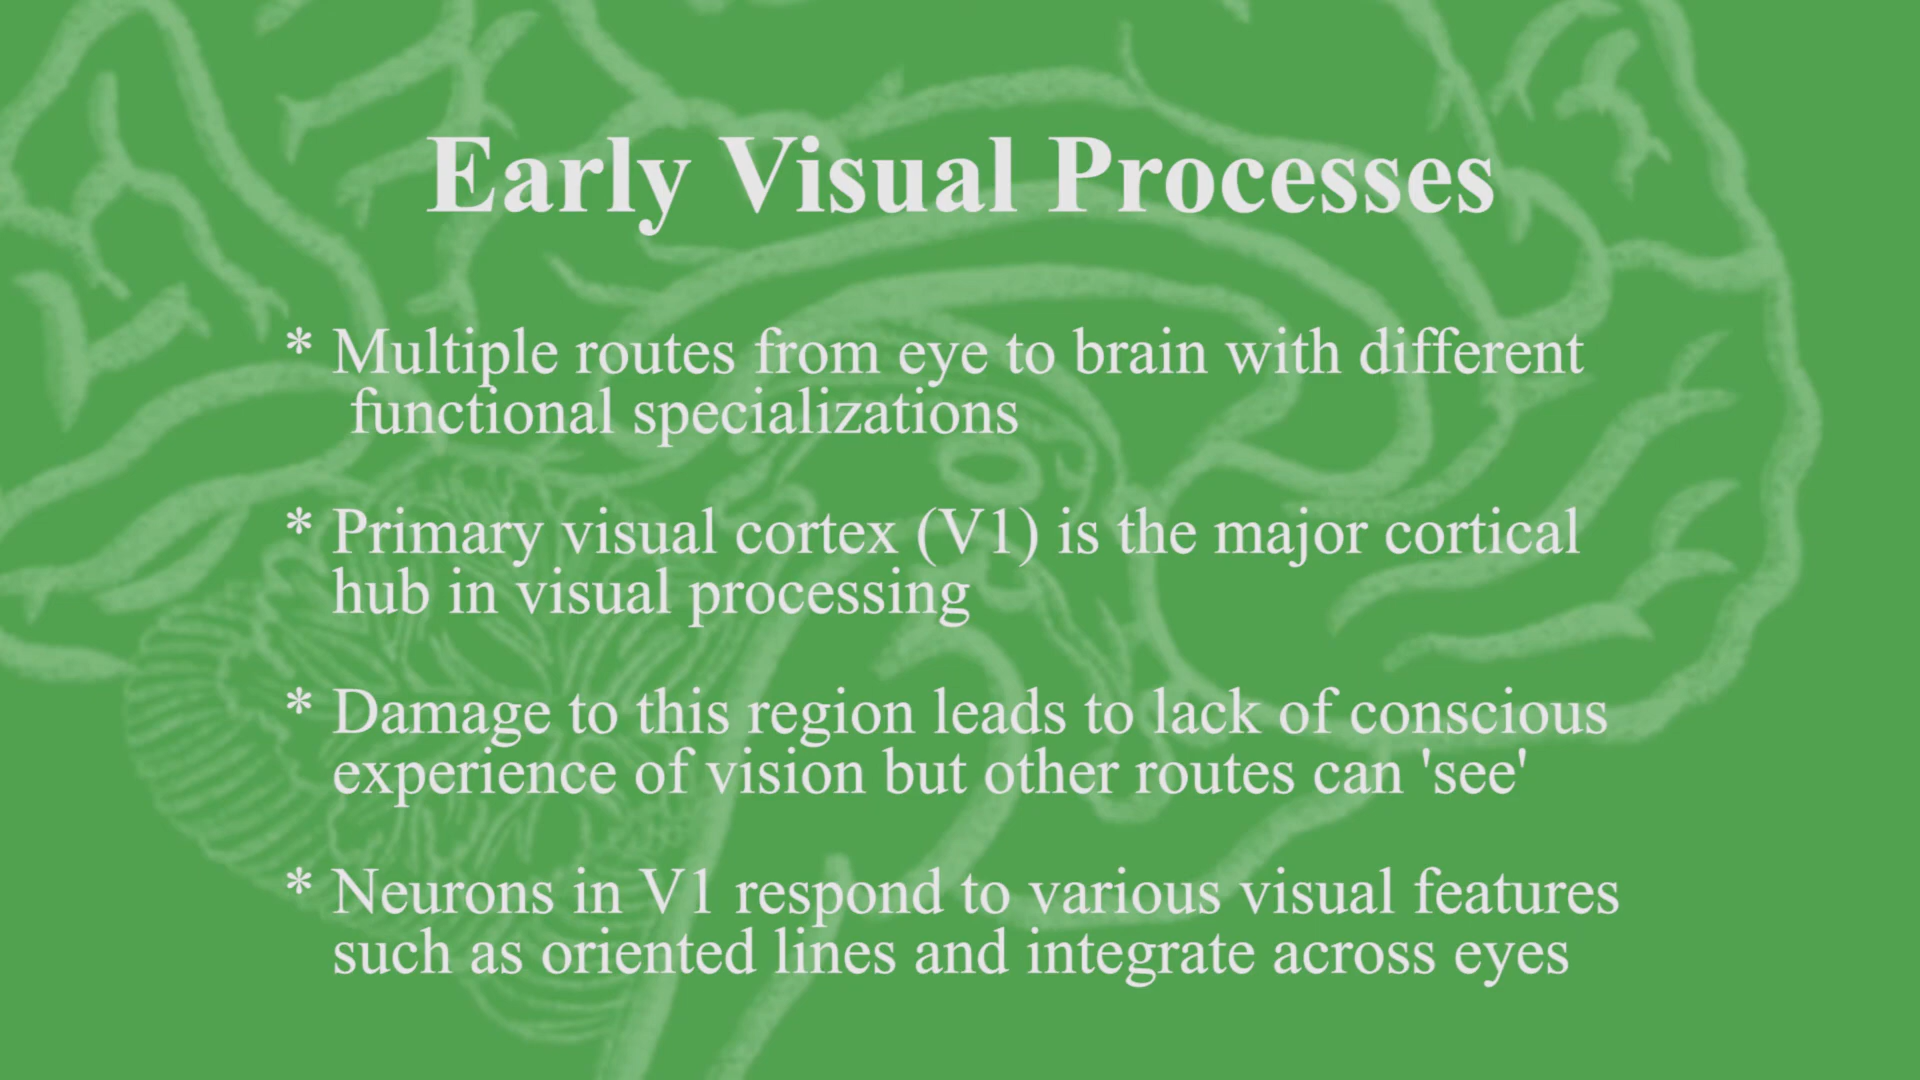 Early Visual Processes
* Multiple routes from eye to brain with different
functional specializations
* Primary visual cortex (V1) is the major cortical
hub in visual processing
* Damage to this region leads to lack of conscious
experience of vision but other routes can 'see'
* Neurons in V1 respond to various visual features
such as oriented lines and integrate across eyes